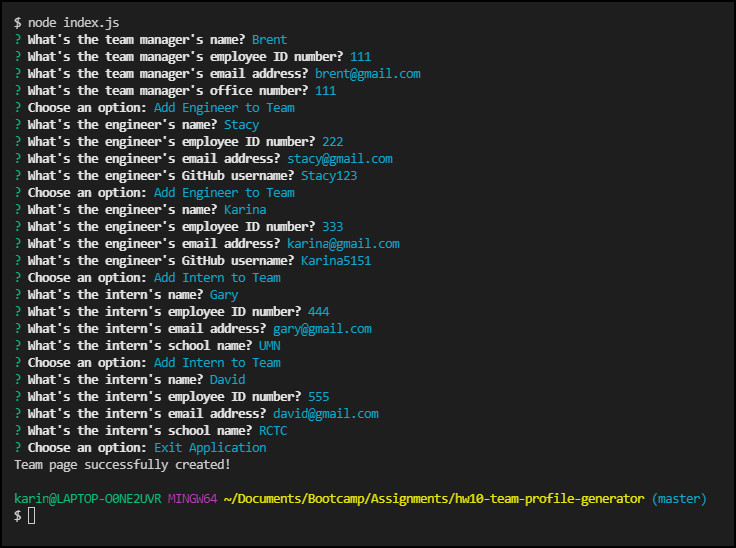 $ node index.js
? What's the team manager's name? Brent
? What's the team manager's employee ID number? 111
? What's the team manager's email address? brent@gmail.com
? What's the team manager's office number? 111
? Choose an option: Add Engineer to Team
? What's the engineer's name? Stacy
? What's the engineer's employee ID number? 222
? What's the engineer's email address? stacy@gmail.com
? What's the engineer's GitHub username? Stacy123
? Choose an option: Add Engineer to Team
? What's the engineer's name? Karina
? What's the engineer's employee ID number? 333
? What's the engineer's email address? karina@gmail.com
? What's the engineer's GitHub username? Karina5151
? Choose an option: Add Intern to Team
? What's the intern's name? Gary
? What's the intern's employee ID number? 444
? What's the intern's email address? gary@gmail.com
? What's the intern's school name? UMN
? Choose an option: Add Intern to Team
? What's the intern's name? David
? What's the intern's employee ID number? 555
? What's the intern's email address? david@gmail.com
? What's the intern's school name? RCTC
? Choose an option: Exit Application
Team page successfully created!
karin@LAPTOP-O0NE2UVR MINGW64 ~/Documents/Bootcamp/Assignments/hw10-team-profile-generator (master)
$